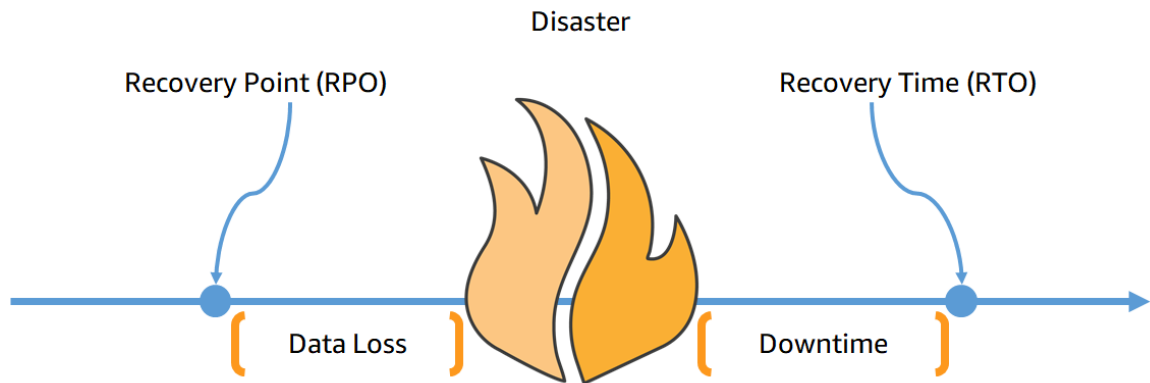 Disaster
Recovery Point (RPO)
Recovery Time (RTO)
Data Loss
Downtime